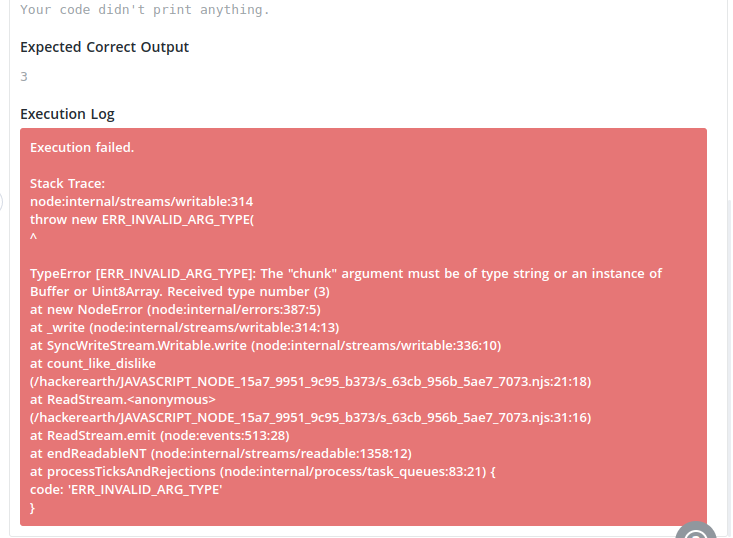 Your code didn't print anything.
Expected Correct Output
3
Execution Log
Execution failed.
Stack Trace:
node:internal/streams/writable:314
throw new ERR_INVALID_ARG_TYPE(
^
TypeError [ERR_INVALID_ARG_TYPE]: The "chunk" argument must be of type string or an instance of
Buffer or Uint8Array. Received type number (3)
at new NodeError (node:internal/errors:387:5)
at _write (node:internal/streams/writable:314:13)
at SyncWriteStream.Writable.write (node:internal/streams/writable:336:10)
at count_like_dislike
(/hackerearth/JAVASCRIPT_NODE_15a7_9951_9c95_b373/s_63cb_956b_5ae7_7073.njs:21:18)
at ReadStream.<anonymous>
(/hackerearth/JAVASCRIPT_NODE_15a7_9951_9c95_b373/s_63cb_956b_5ae7_7073.njs:31:16)
at ReadStream.emit (node:events:513:28)
at endReadableNT (node:internal/streams/readable:1358:12)
at processTicksAndRejections (node:internal/process/task_queues:83:21) {
code: 'ERR_INVALID_ARG_TYPE'
}